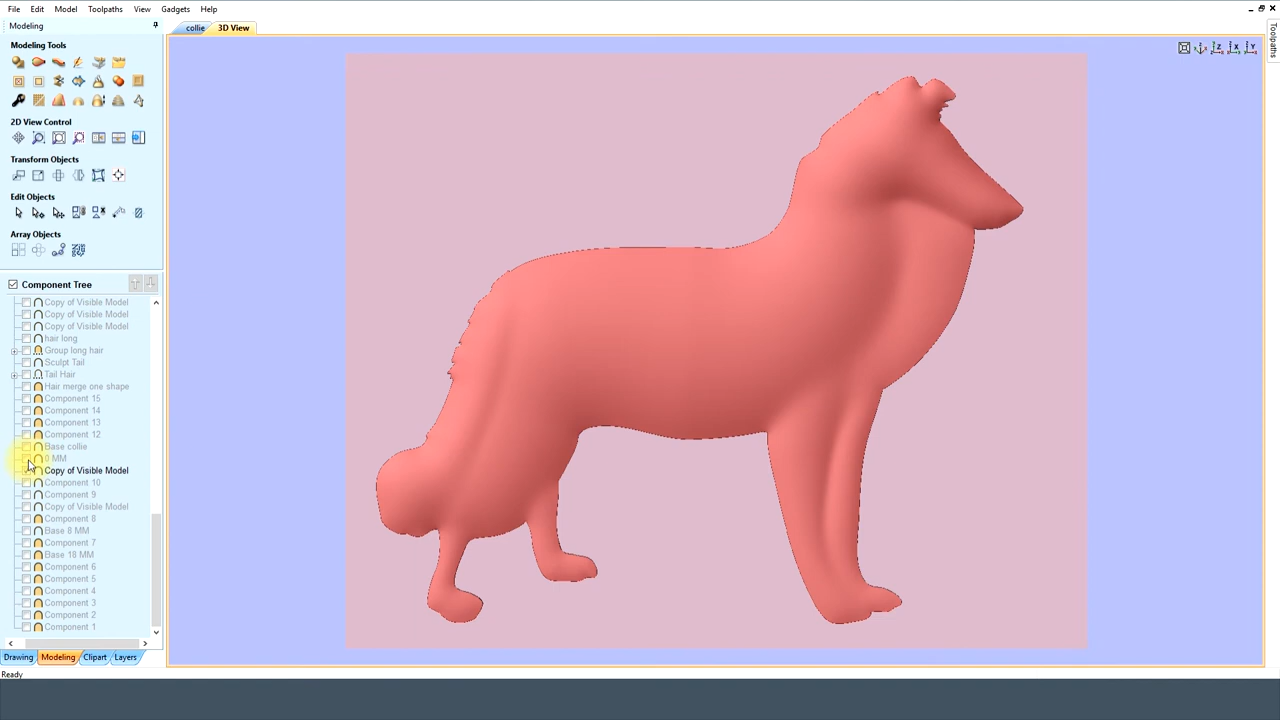 File Edit Model Toolpaths View Gadgets Help
Modeling
collie 3D View
Toolpaths
Modeling Tools
2D View Control
Transform Objects
Edit Objects
Array Objects
Component Tree
Copy of Visible Model
Copy of Visible Model
Copy of Visible Model
hair long
Group long hair
Sculpt Tail
Tail Hair
Hair merge one shape
Component 15
Component 14
Component 13
Component 12
Base collie
0 MM
Copy of Visible Model
Component 10
Component 9
Copy of Visible Model
Component 8
Base 8 MM
Component 7
Base 18 MM
Component 6
Component 5
Component 4
Component 3
Component 2
Component 1
Drawing Modeling Clipart Layers
Ready